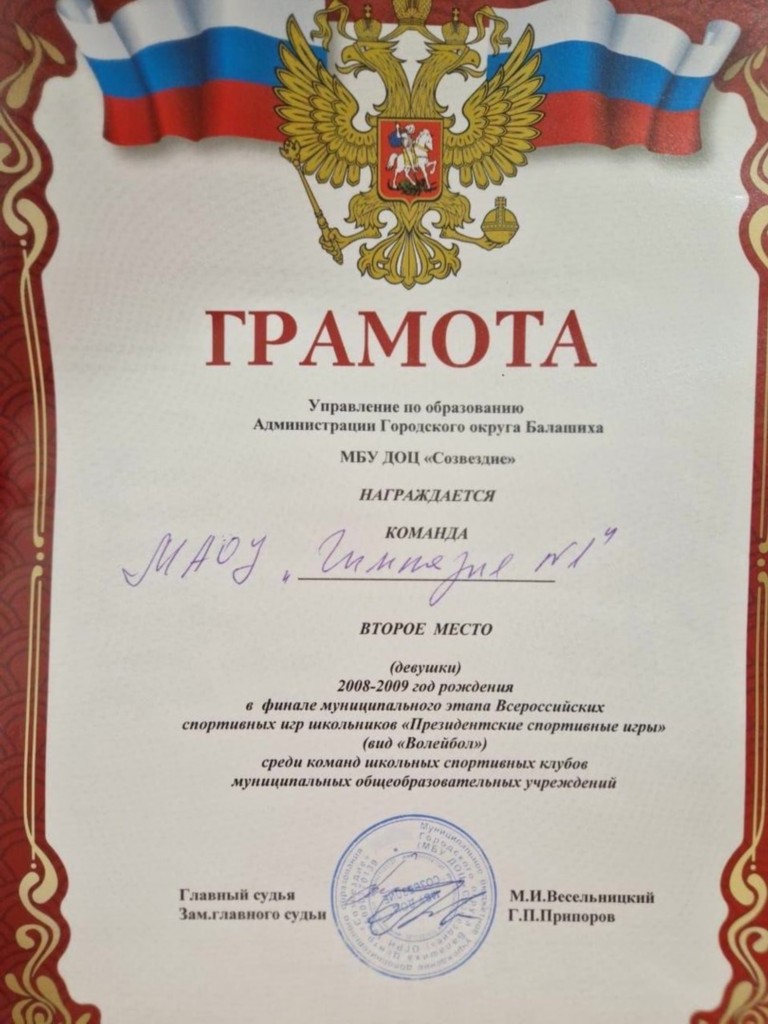 ГРАМОТА
Управление по образованию
Администрации Городского округа Балашиха
МБУ ДОЦ «Созвездие»
НАГРАЖДАЕТСЯ
КОМАНДА
МАОУ „Гимназия №1"
ВТОРОЕ МЕСТО
(девушки)
2008-2009 год рождения
в финале муниципального этапа Всероссийских
спортивных игр школьников «Президентские спортивные игры»
(вид «Волейбол»)
среди команд школьных спортивных клубов
муниципальных общеобразовательных учреждений
Главный судья М.И.Весельницкий
Зам.главного судьи Г.П.Припоров